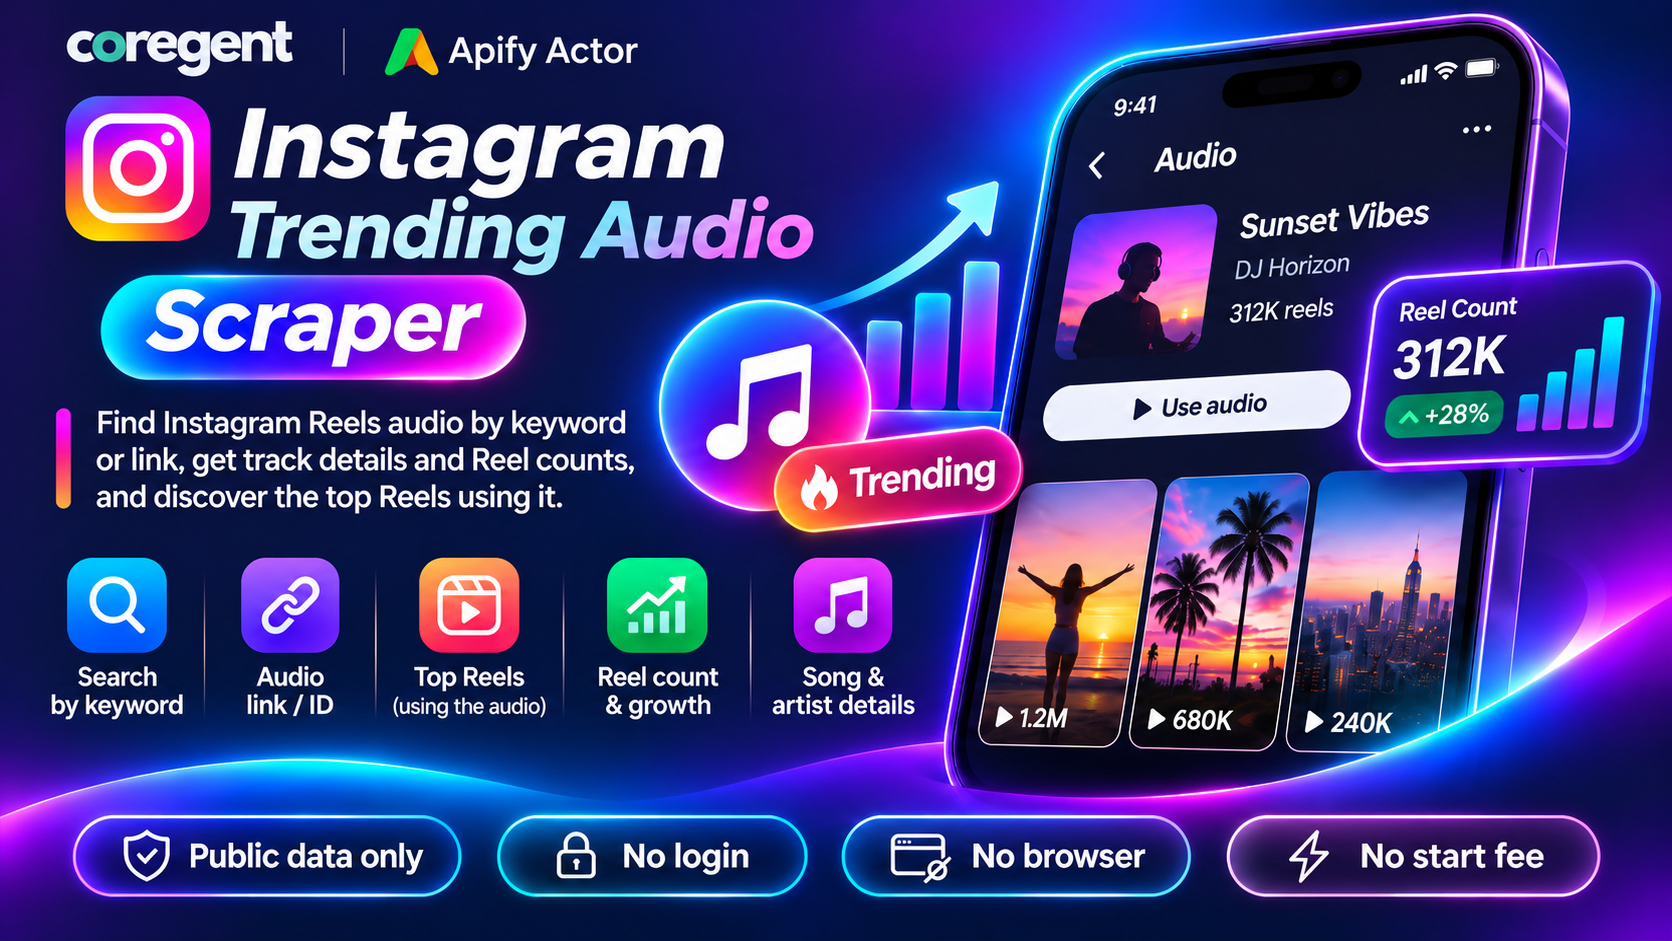 coregent
Apify Actor
Instagram
Trending Audio
Scraper
Find Instagram Reels audio by keyword
or link, get track details and Reel counts,
and discover the top Reels using it.
Search
by keyword
Audio
link / ID
Top Reels
(using the audio)
Reel count
& growth
Song &
artist details
Trending
9:41
Audio
Sunset Vibes
DJ Horizon
312K reels
Use audio
Reel Count
312K
+28%
1.2M
680K
240K
Public data only
No login
No browser
No start fee